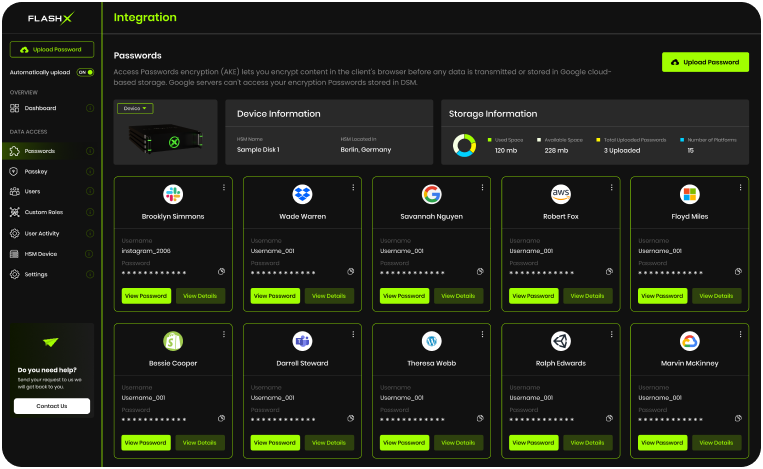 FLASHX
Integration
Upload Password
Automatically upload ON
OVERVIEW
Dashboard
DATA ACCESS
Passwords
Passkey
Users
Custom Roles
User Activity
HSM Device
Settings
Do you need help?
Send your request to us we
will get back to you.
Contact Us
Passwords
Access Passwords encryption (AKE) lets you encrypt content in the client's browser before any data is transmitted or stored in Google cloud-
based storage. Google servers can't access your encryption Passwords stored in DSM.
Upload Password
Device
Device Information
HSM Name HSM Located in
Sample Disk 1 Berlin, Germany
Storage Information
Used Space Available Space Total Uploaded Passwords Number of Platforms
120 mb 228 mb 3 Uploaded 15
aws
Brooklyn Simmons Wade Warren Savannah Nguyen Robert Fox Floyd Miles
Username Username Username Username Username
instagram_2006 Username_001 Username_001 Username_001 Username_001
Password Password Password Password Password
************ ************ ************ ************ ************
View Password View Details View Password View Details View Password View Details View Password View Details View Password View Details
Bessie Cooper Darrell Steward Theresa Webb Ralph Edwards Marvin McKinney
Username Username Username Username Username
Username_001 Username_001 Username_001 Username_001 Username_001
Password Password Password Password Password
************ ************ ************ ************ ************
View Password View Details View Password View Details View Password View Details View Password View Details View Password View Details